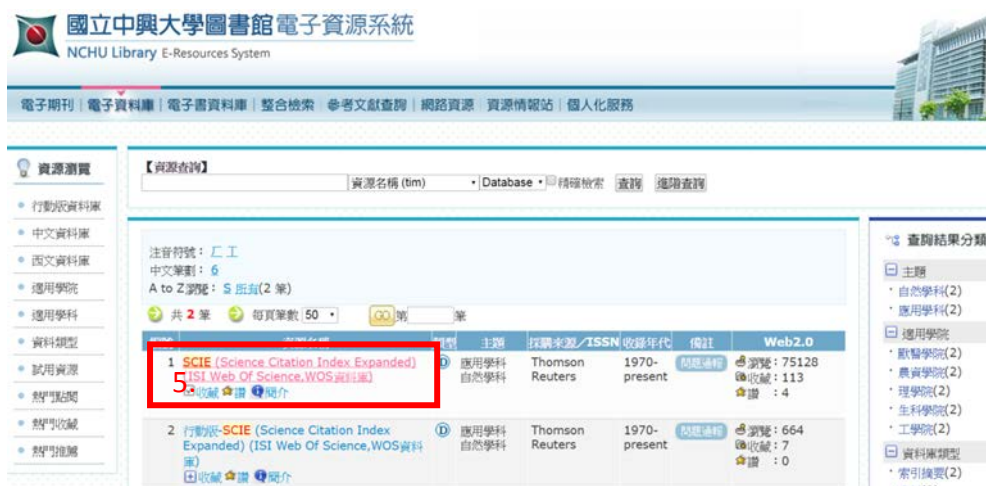 國立中興大學圖書館電子資源系統
NCHU Library E-Resources System
電子期刊 | 電子資料庫 | 電子書資料庫 | 整合檢索 參考文獻查詢 | 網路資源 資源情報站 | 個人化服務
資源瀏覽
行動版資料庫
中文資料庫
西文資料庫
適用學院
適用學科
資料類型
試用資源
熱門點閱
熱門收藏
熱門推薦
【資源查詢】
資源名稱 (tim) Database 精確檢索 查詢 進階查詢
注音符號： ㄏ ㄍ
中文筆劃： 6
A to Z瀏覽： S 所有(2 筆)
共 2 筆 每頁筆數 50 GO 第 筆
類型 主題 採購來源/ISSN 收錄年代 備註 Web2.0
1 SCIE (Science Citation Index Expanded)
(ISI Web Of Science,WOS資料庫)
5.
收藏 讚 簡介
D 應用學科 自然學科
Thomson Reuters
1970-present
問題通報
瀏覽：75128
收藏：113
讚 ：4
2 行動版-SCIE (Science Citation Index
Expanded) (ISI Web Of Science,WOS資料
庫)
收藏 讚 簡介
D 應用學科 自然學科
Thomson Reuters
1970-present
問題通報
瀏覽：664
收藏：7
讚 ：0
查詢結果分類
主題
自然學科(2)
應用學科(2)
適用學院
獸醫學院(2)
農資學院(2)
理學院(2)
生科學院(2)
工學院(2)
資料庫類型
索引摘要(2)